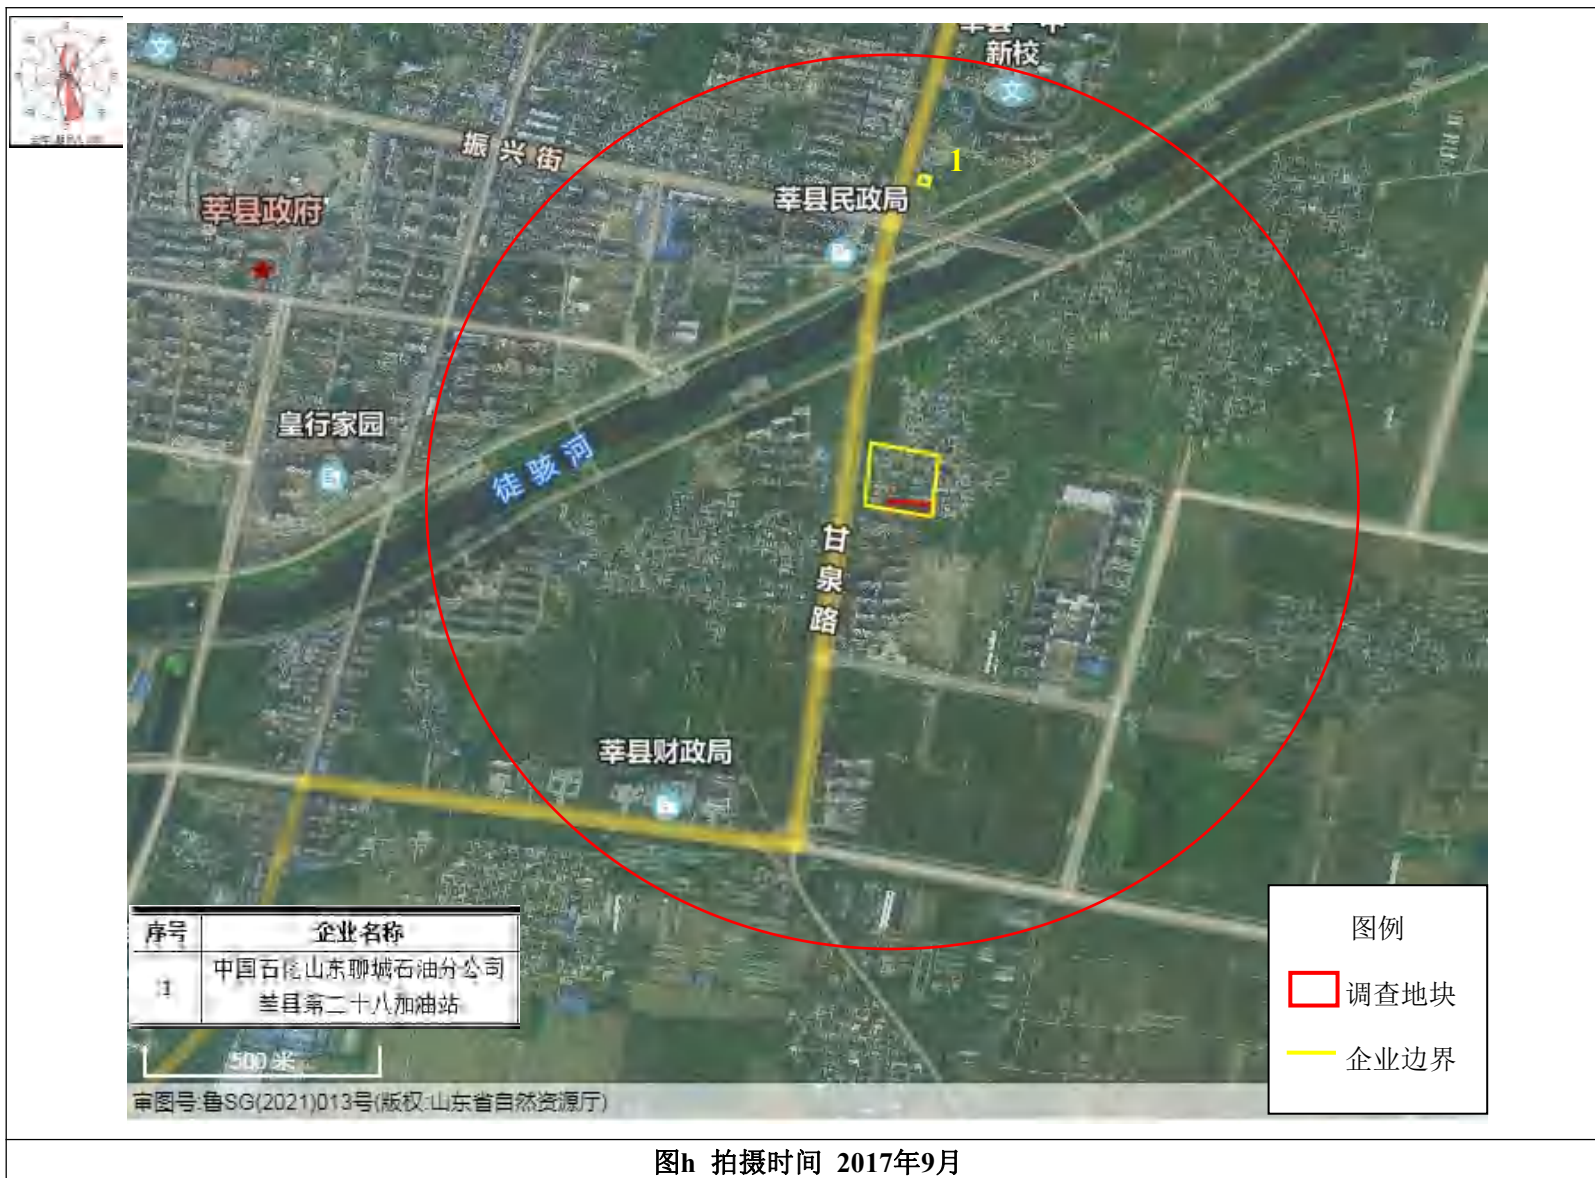 新校
振兴街
1
莘县民政局
莘县政府
皇行家园
徒骇河
甘泉路
莘县财政局
序号 企业名称
1 中国石化山东聊城石油分公司
莘县第二十八加油站
500 米
审图号:鲁SG(2021)013号(版权:山东省自然资源厅)
图例
调查地块
企业边界
图h 拍摄时间 2017年9月